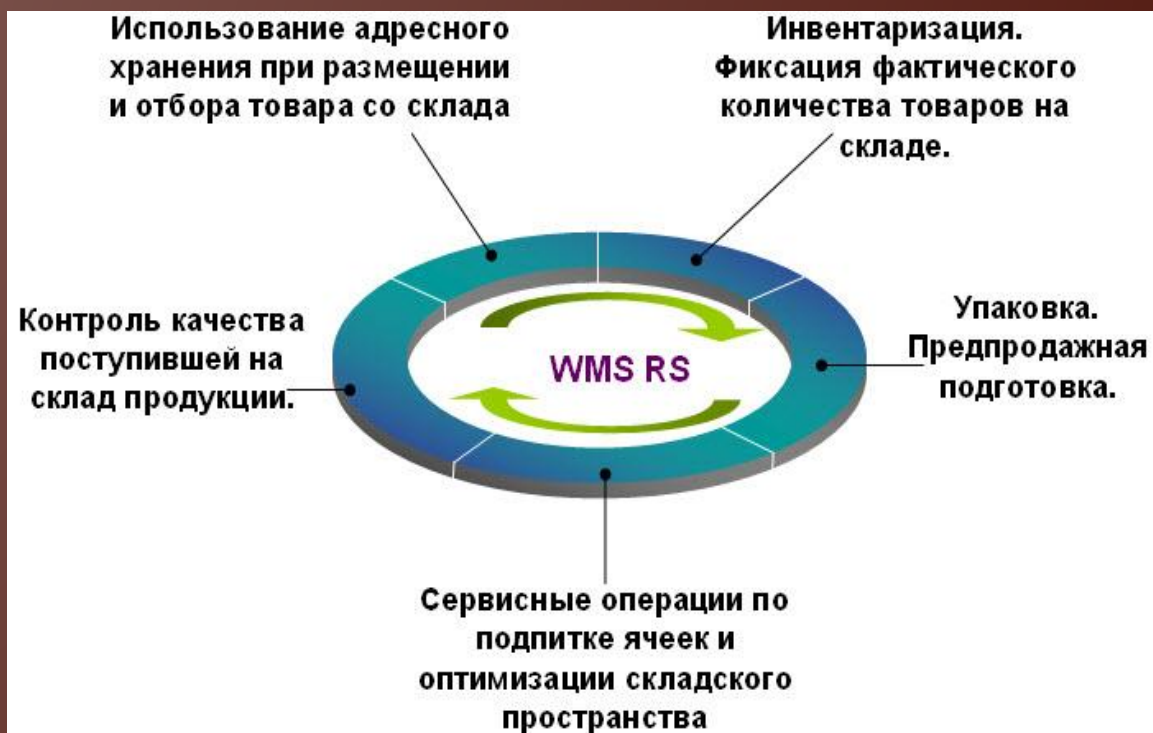 Использование адресного
хранения при размещении
и отбора товара со склада
Инвентаризация.
Фиксация фактического
количества товаров на
складе.
Контроль качества
поступившей на
склад продукции.
WMS RS
Упаковка.
Предпродажная
подготовка.
Сервисные операции по
подпитке ячеек и
оптимизации складского
пространства